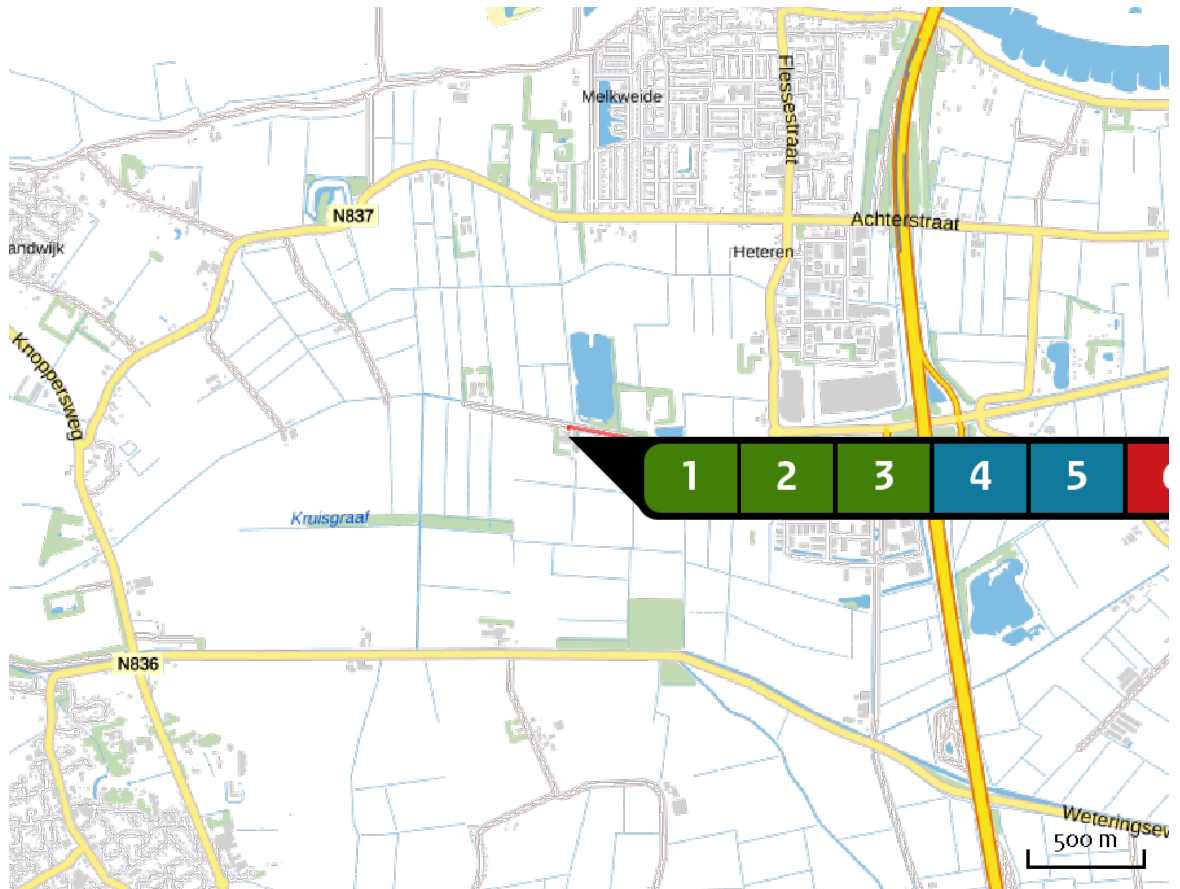 Melkweide
Flessestraat
N837
Achterstraat
andwijk
Heteren
Knoppersweg
1 2 3 4 5
Kruisgraaf
N836
Weteringsew
500 m